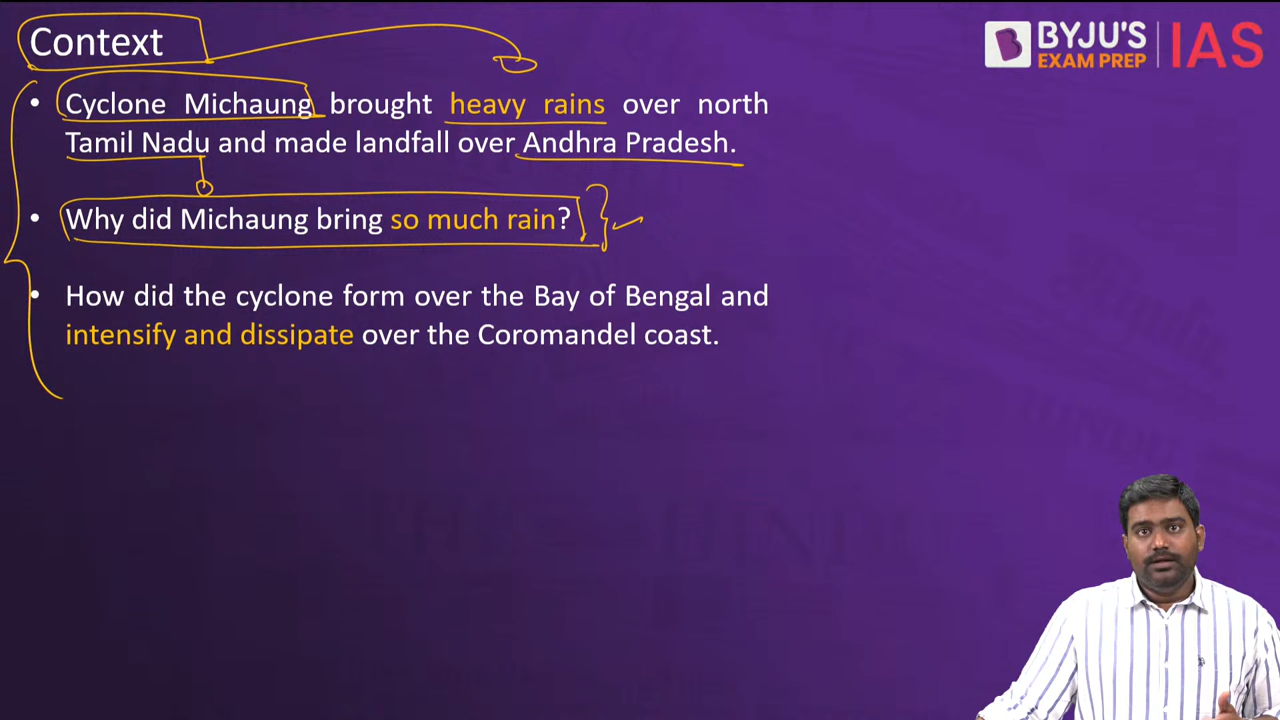 Context
BYJU'S
EXAM PREP
IAS
• Cyclone Michaung brought heavy rains over north
Tamil Nadu and made landfall over Andhra Pradesh.
• Why did Michaung bring so much rain?
• How did the cyclone form over the Bay of Bengal and
intensify and dissipate over the Coromandel coast.